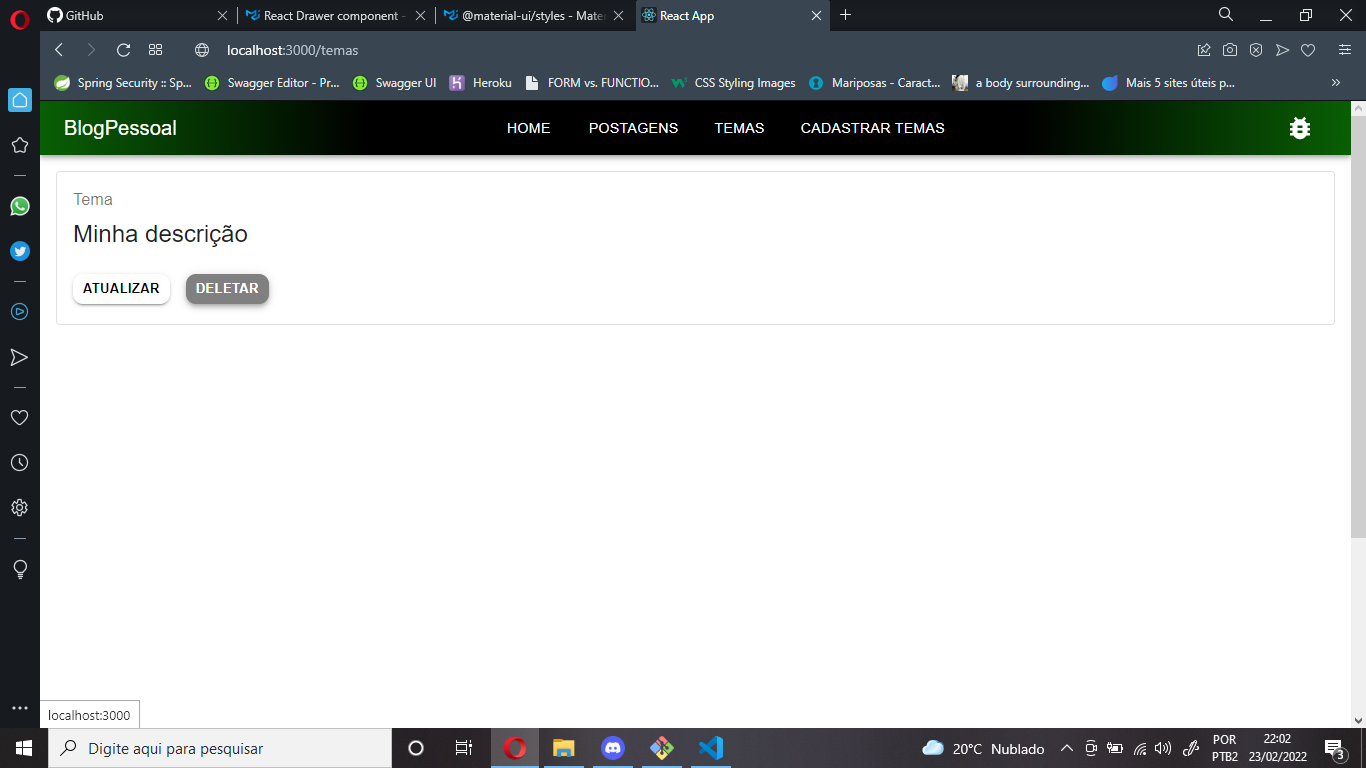 GitHub
React Drawer component -
@material-ui/styles - Mate
React App
localhost:3000/temas
Spring Security :: Sp...
Swagger Editor - Pr...
Swagger UI
Heroku
FORM vs. FUNCTIO...
CSS Styling Images
Mariposas - Caract...
a body surrounding...
Mais 5 sites úteis p...
BlogPessoal
HOME
POSTAGENS
TEMAS
CADASTRAR TEMAS
Tema
Minha descrição
ATUALIZAR
DELETAR
localhost:3000
Digite aqui para pesquisar
20°C Nublado
POR
PTB2
22:02
23/02/2022
3